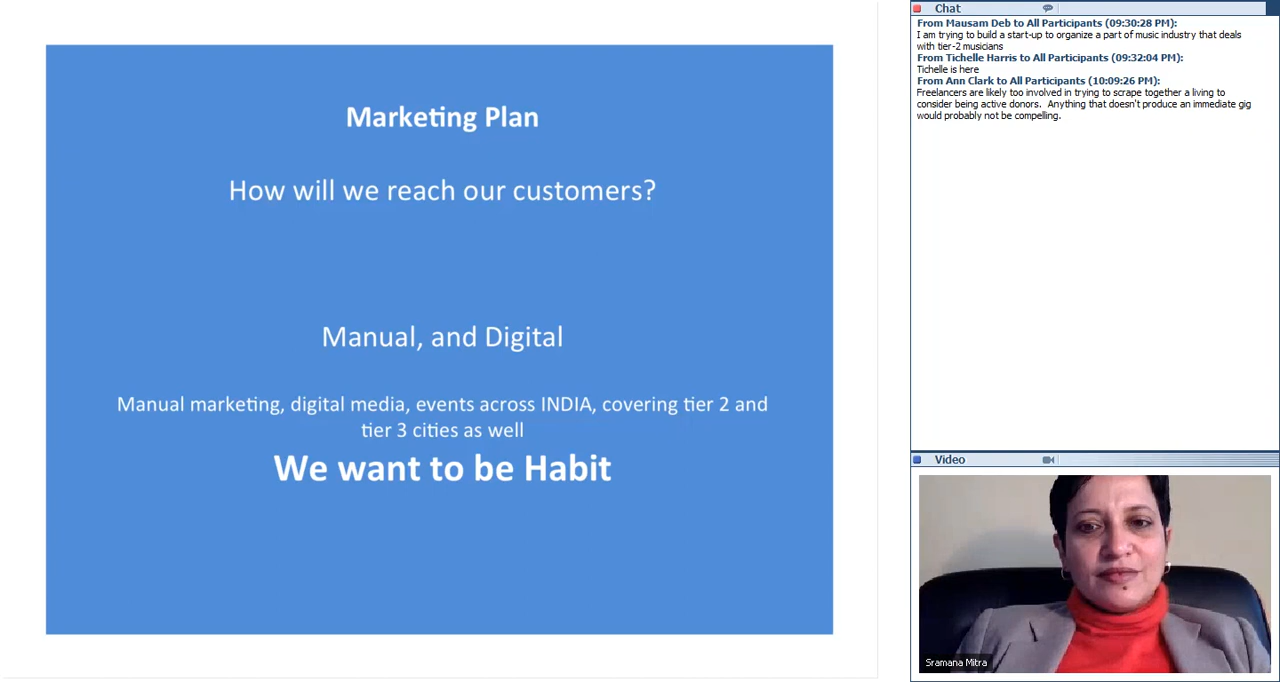 Marketing Plan
How will we reach our customers?
Manual, and Digital
Manual marketing, digital media, events across INDIA, covering tier 2 and
tier 3 cities as well
We want to be Habit
Chat
From Mausam Deb to All Participants (09:30:28 PM):
I am trying to build a start-up to organize a part of music industry that deals
with tier-2 musicians
From Tichelle Harris to All Participants (09:32:04 PM):
Tichelle is here
From Ann Clark to All Participants (10:09:26 PM):
Freelancers are likely too involved in trying to scrape together a living to
consider being active donors.  Anything that doesn't produce an immediate gig
would probably not be compelling.
Video
Sramana Mitra